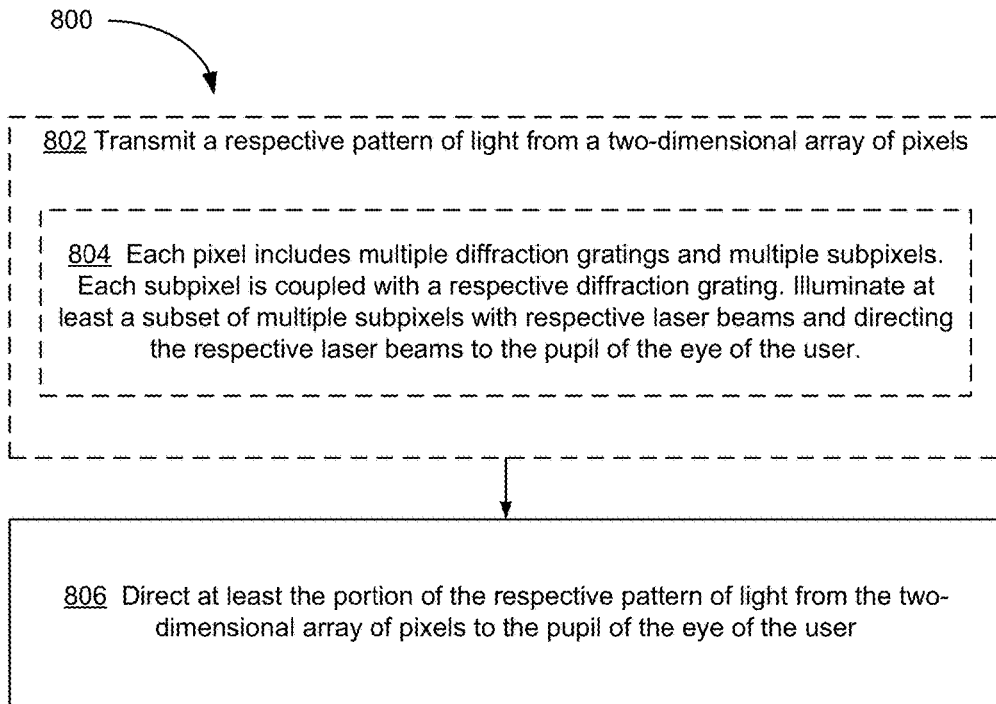 800
802 Transmit a respective pattern of light from a two-dimensional array of pixels
804 Each pixel includes multiple diffraction gratings and multiple subpixels.
Each subpixel is coupled with a respective diffraction grating. Illuminate at
least a subset of multiple subpixels with respective laser beams and directing
the respective laser beams to the pupil of the eye of the user.
806 Direct at least the portion of the respective pattern of light from the two-
dimensional array of pixels to the pupil of the eye of the user